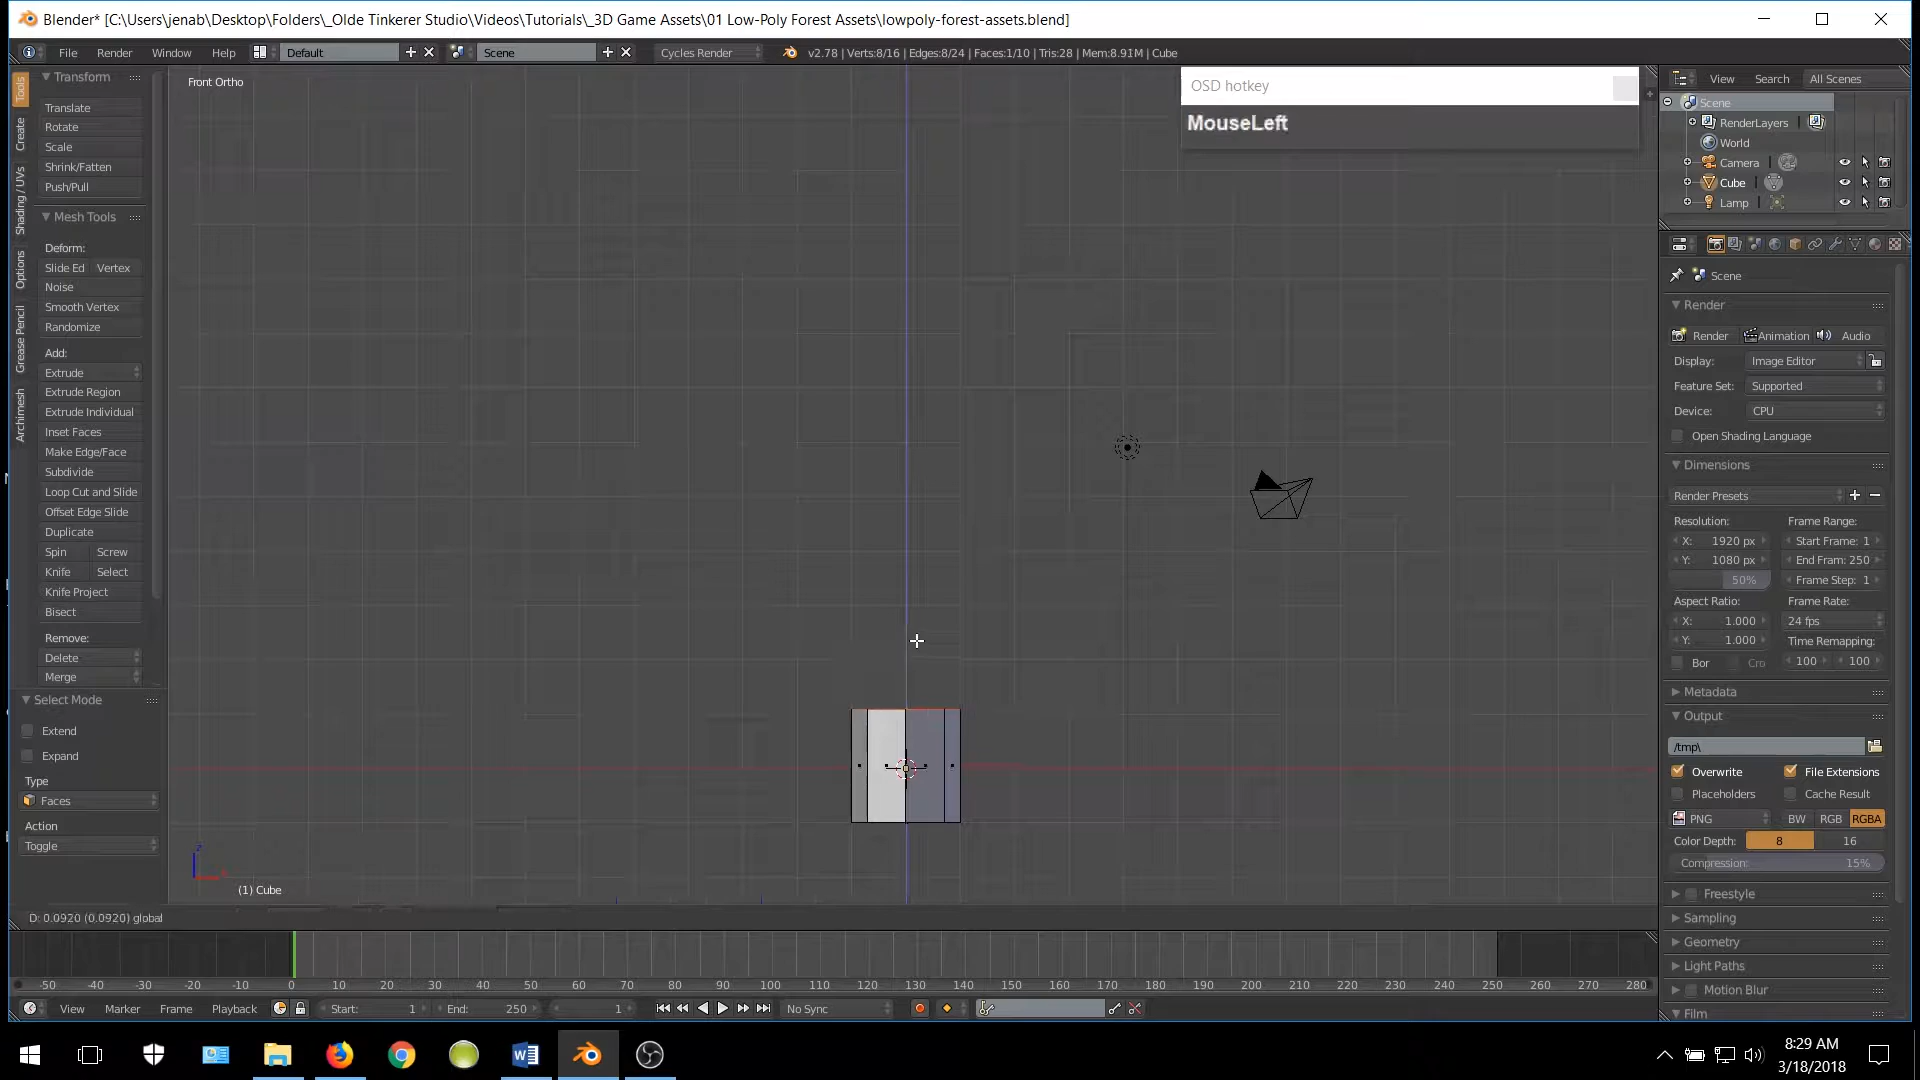 Blender* [C:\Users\jenab\Desktop\Folders\_Olde Tinkerer Studio\Videos\Tutorials\_3D Game Assets\01 Low-Poly Forest Assets\lowpoly-forest-assets.blend]
File Render Window Help Default Scene Cycles Render v2.78 | Verts:8/16 | Edges:8/24 | Faces:1/10 | Tris:28 | Mem:8.91M | Cube
Tools
Create
Shading / UVs
Options
Grease Pencil
Archimesh
Transform
Translate
Rotate
Scale
Shrink/Fatten
Push/Pull
Mesh Tools
Deform:
Slide Ed Vertex
Noise
Smooth Vertex
Randomize
Add:
Extrude
Extrude Region
Extrude Individual
Inset Faces
Make Edge/Face
Subdivide
Loop Cut and Slide
Offset Edge Slide
Duplicate
Spin Screw
Knife Select
Knife Project
Bisect
Remove:
Delete
Merge
Select Mode
Extend
Expand
Type
Faces
Action
Toggle
Front Ortho
OSD hotkey
MouseLeft
z
(1) Cube
D: 0.0920 (0.0920) global
View Search All Scenes
Scene
RenderLayers
World
Camera
Cube
Lamp
Scene
Render
Render Animation Audio
Display: Image Editor
Feature Set: Supported
Device: CPU
Open Shading Language
Dimensions
Render Presets
Resolution: Frame Range:
X: 1920 px Start Frame: 1
Y: 1080 px End Fram: 250
50% Frame Step: 1
Aspect Ratio: Frame Rate:
X: 1.000 24 fps
Y: 1.000 Time Remapping:
Bor Cro 100 100
Metadata
Output
/tmp\
Overwrite File Extensions
Placeholders Cache Result
PNG BW RGB RGBA
Color Depth: 8 16
Compression: 15%
Freestyle
Sampling
Geometry
Light Paths
Motion Blur
Film
-50 -40 -30 -20 -10 0 10 20 30 40 50 60 70 80 90 100 110 120 130 140 150 160 170 180 190 200 210 220 230 240 250 260 270 280
View Marker Frame Playback Start: 1 End: 250 1 No Sync
8:29 AM
3/18/2018